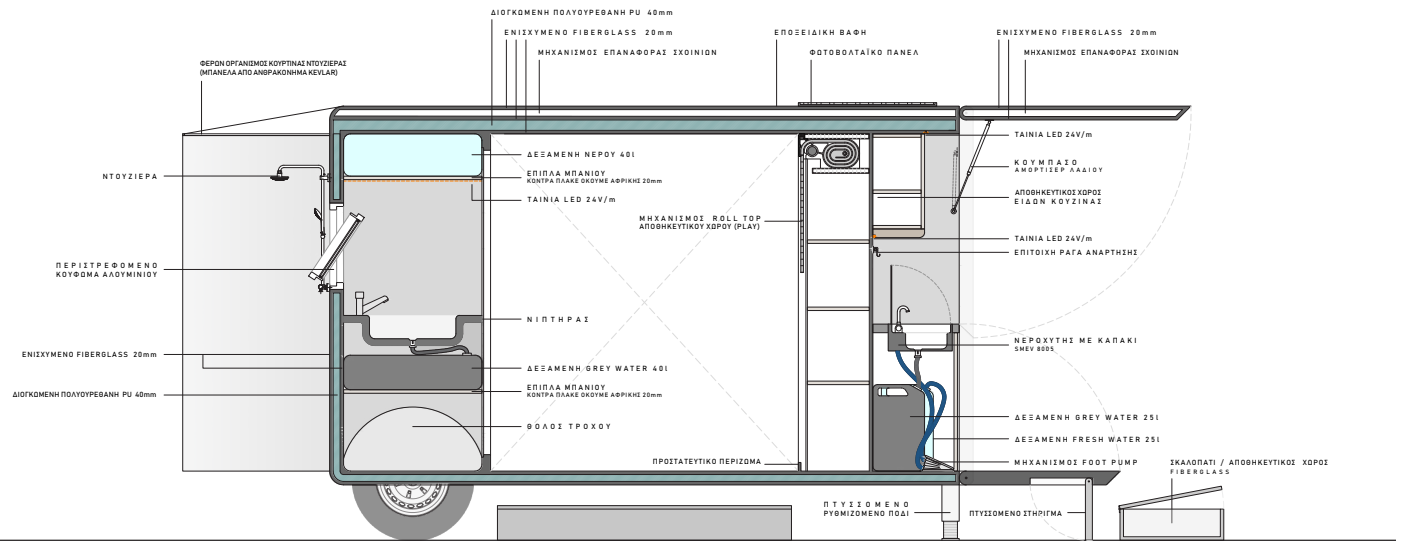 ΔΙΟΓΚΩΜΕΝΗ ΠΟΛΥΟΥΡΕΘΑΝΗ PU 40mm
ΕΝΙΣΧΥΜΕΝΟ FIBERGLASS 20mm
ΕΠΟΞΕΙΔΙΚΗ ΒΑΦΗ
ΕΝΙΣΧΥΜΕΝΟ FIBERGLASS 20mm
ΜΗΧΑΝΙΣΜΟΣ ΕΠΑΝΑΦΟΡΑΣ ΣΧΟΙΝΙΩΝ
ΦΩΤΟΒΟΛΤΑΪΚΟ ΠΑΝΕΛ
ΜΗΧΑΝΙΣΜΟΣ ΕΠΑΝΑΦΟΡΑΣ ΣΧΟΙΝΙΩΝ
ΦΕΡΩΝ ΟΡΓΑΝΙΣΜΟΣ ΚΟΥΡΤΙΝΑΣ ΝΤΟΥΖΙΕΡΑΣ
(ΜΠΑΝΕΛΑ ΑΠΟ ΑΝΘΡΑΚΟΝΗΜΑ KEVLAR)
ΤΑΙΝΙΑ LED 24V/m
ΔΕΞΑΜΕΝΗ ΝΕΡΟΥ 40l
ΚΟΥΜΠΑΣΟ
ΑΜΟΡΤΙΣΕΡ ΛΑΔΙΟΥ
ΝΤΟΥΖΙΕΡΑ
ΕΠΙΠΛΑ ΜΠΑΝΙΟΥ
ΚΟΝΤΡΑ ΠΛΑΚΕ ΟΚΟΥΜΕ ΑΦΡΙΚΗΣ 20mm
ΤΑΙΝΙΑ LED 24V/m
ΑΠΟΘΗΚΕΥΤΙΚΟΣ ΧΩΡΟΣ
ΕΙΔΩΝ ΚΟΥΖΙΝΑΣ
ΜΗΧΑΝΙΣΜΟΣ ROLL TOP
ΑΠΟΘΗΚΕΥΤΙΚΟΥ ΧΩΡΟΥ (PLAY)
ΤΑΙΝΙΑ LED 24V/m
ΕΠΙΤΟΙΧΗ ΡΑΓΑ ΑΝΑΡΤΗΣΗΣ
ΠΕΡΙΣΤΡΕΦΟΜΕΝΟ
ΚΟΥΦΩΜΑ ΑΛΟΥΜΙΝΙΟΥ
ΝΙΠΤΗΡΑΣ
ΝΕΡΟΧΥΤΗΣ ΜΕ ΚΑΠΑΚΙ
SMEV 8005
ΕΝΙΣΧΥΜΕΝΟ FIBERGLASS 20mm
ΔΕΞΑΜΕΝΗ GREY WATER 40l
ΕΠΙΠΛΑ ΜΠΑΝΙΟΥ
ΚΟΝΤΡΑ ΠΛΑΚΕ ΟΚΟΥΜΕ ΑΦΡΙΚΗΣ 20mm
ΔΙΟΓΚΩΜΕΝΗ ΠΟΛΥΟΥΡΕΘΑΝΗ PU 40mm
ΔΕΞΑΜΕΝΗ GREY WATER 25l
ΘΟΛΟΣ ΤΡΟΧΟΥ
ΔΕΞΑΜΕΝΗ FRESH WATER 25l
ΠΡΟΣΤΑΤΕΥΤΙΚΟ ΠΕΡΙΖΩΜΑ
ΜΗΧΑΝΙΣΜΟΣ FOOT PUMP
ΣΚΑΛΟΠΑΤΙ / ΑΠΟΘΗΚΕΥΤΙΚΟΣ ΧΩΡΟΣ
FIBERGLASS
ΠΤΥΣΣΟΜΕΝΟ
ΡΥΘΜΙΖΟΜΕΝΟ ΠΟΔΙ
ΠΤΥΣΣΟΜΕΝΟ ΣΤΗΡΙΓΜΑ